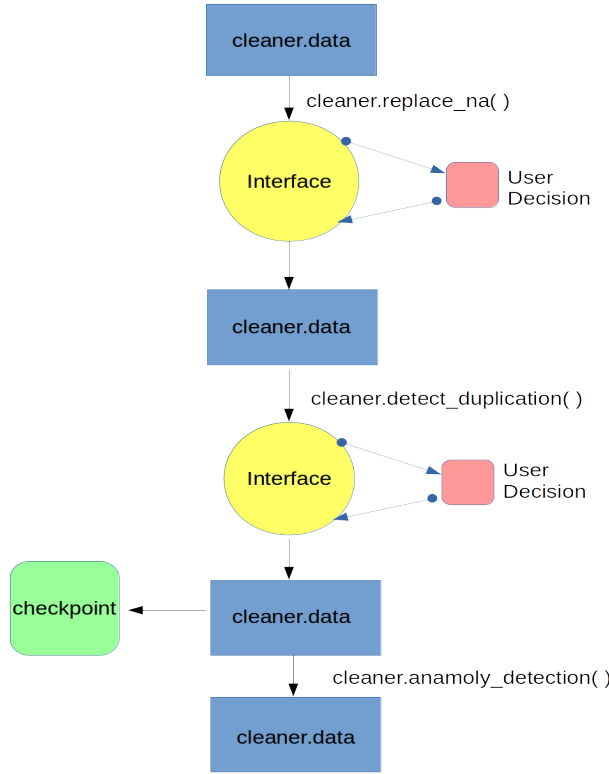 cleaner.data
cleaner.replace_na( )
Interface
User
Decision
cleaner.data
cleaner.detect_duplication( )
Interface
User
Decision
checkpoint
cleaner.data
cleaner.anamoly_detection( )
cleaner.data